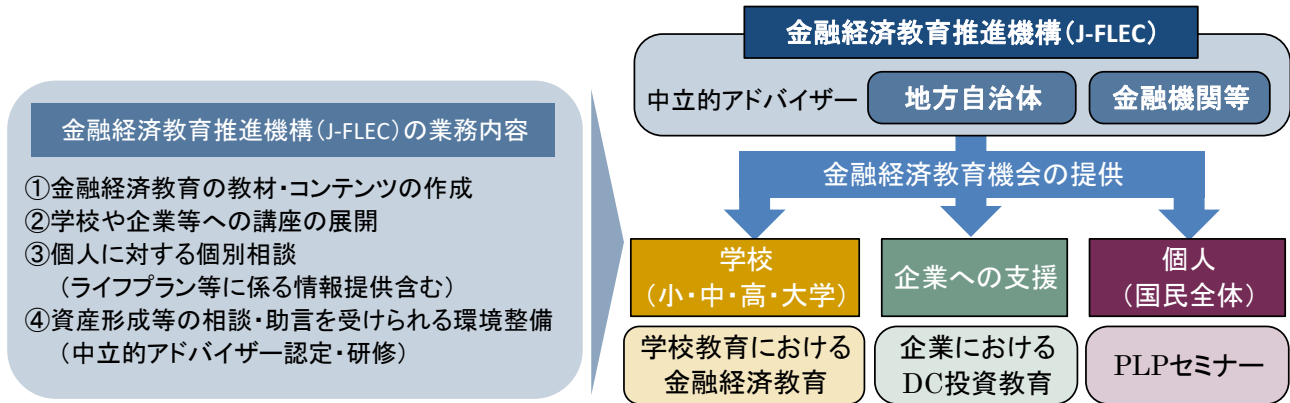 金融経済教育推進機構（J-FLEC）の業務内容
①金融経済教育の教材・コンテンツの作成
②学校や企業等への講座の展開
③個人に対する個別相談
（ライフプラン等に係る情報提供含む）
④資産形成等の相談・助言を受けられる環境整備
（中立的アドバイザー認定・研修）
金融経済教育推進機構（J-FLEC）
中立的アドバイザー
地方自治体
金融機関等
金融経済教育機会の提供
学校
（小・中・高・大学）
企業への支援
個人
（国民全体）
学校教育における
金融経済教育
企業における
DC投資教育
PLPセミナー